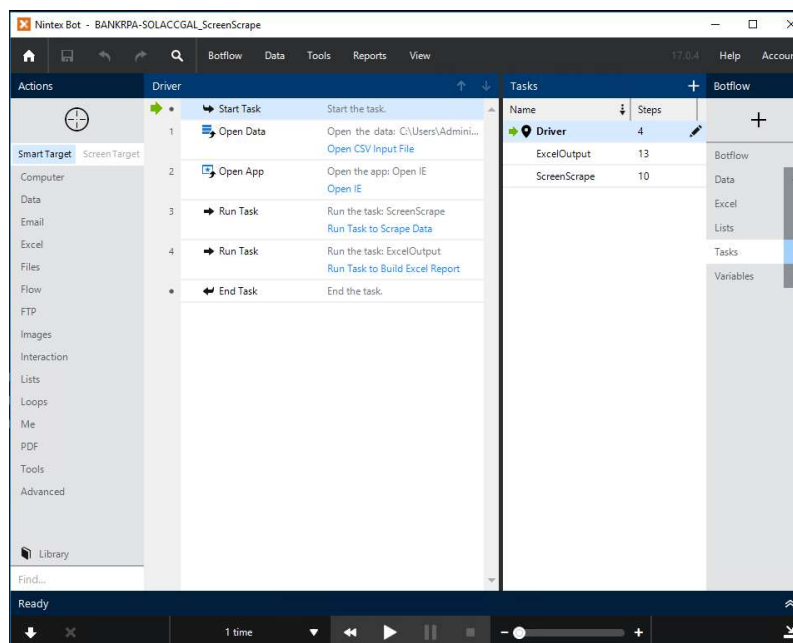 Nintex Bot - BANKRPA-SOLACCGAL_ScreenScrape
Botflow Data Tools Reports View 17.0.4 Help Accoun
Actions
Smart Target Screen Target
Computer
Data
Email
Excel
Files
Flow
FTP
Images
Interaction
Lists
Loops
Me
PDF
Tools
Advanced
Library
Find...
Driver
Start Task Start the task.
1 Open Data Open the data: C:\Users\Admini...
Open CSV Input File
2 Open App Open the app: Open IE
Open IE
3 Run Task Run the task: ScreenScrape
Run Task to Scrape Data
4 Run Task Run the task: ExcelOutput
Run Task to Build Excel Report
End Task End the task.
Tasks
Name Steps
Driver 4
ExcelOutput 13
ScreenScrape 10
Botflow
Botflow
Data
Excel
Lists
Tasks
Variables
Ready
1 time